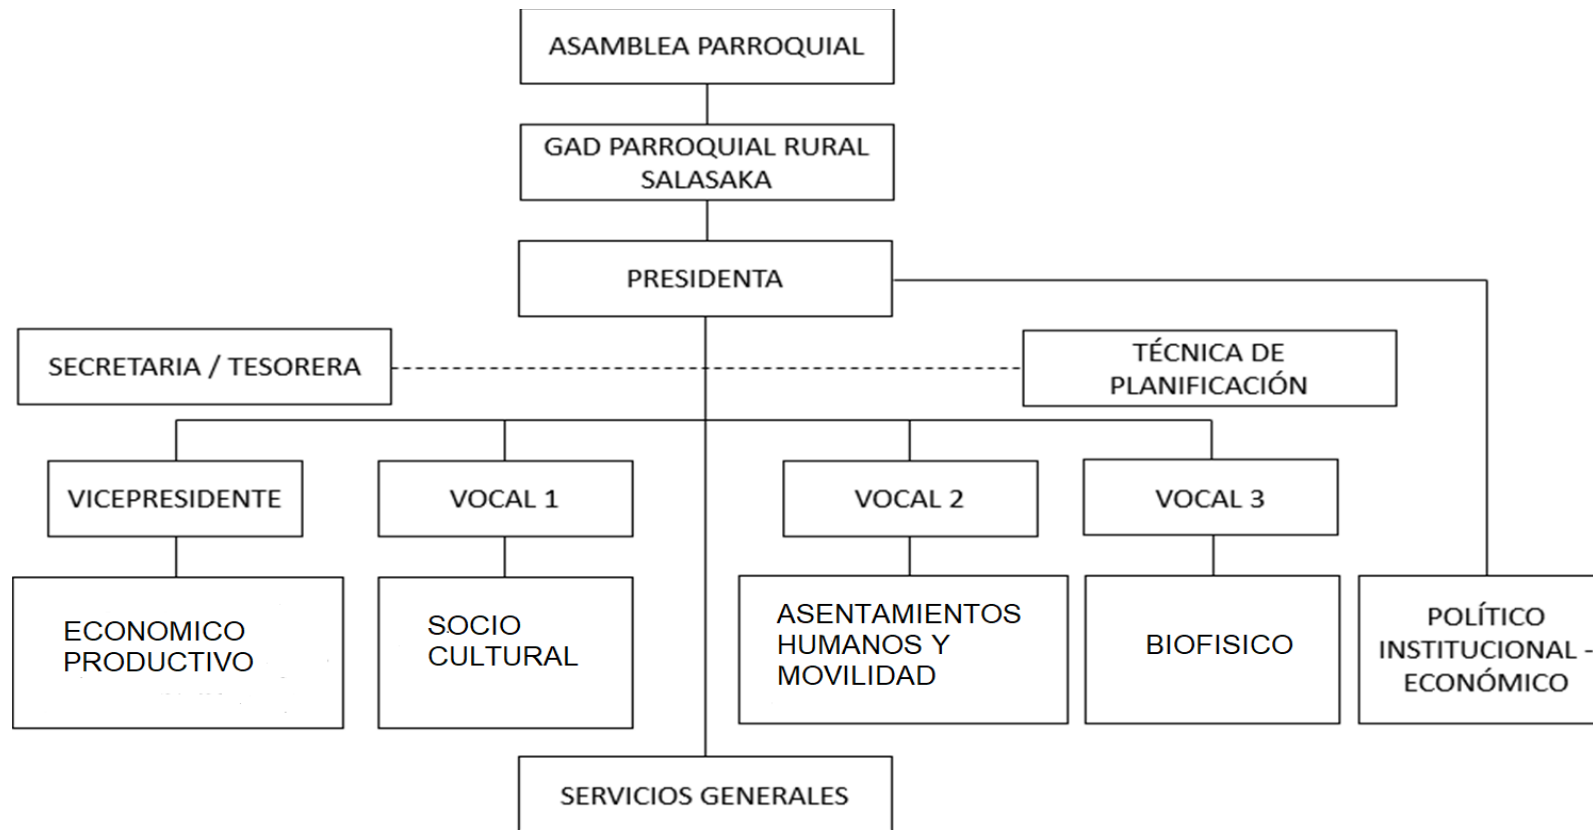 ASAMBLEA PARROQUIAL
GAD PARROQUIAL RURAL
SALASAKA
PRESIDENTA
SECRETARIA / TESORERA
TÉCNICA DE
PLANIFICACIÓN
VICEPRESIDENTE
VOCAL 1
VOCAL 2
VOCAL 3
ECONOMICO
PRODUCTIVO
SOCIO
CULTURAL
ASENTAMIENTOS
HUMANOS Y
MOVILIDAD
BIOFISICO
POLÍTICO
INSTITUCIONAL -
ECONÓMICO
SERVICIOS GENERALES